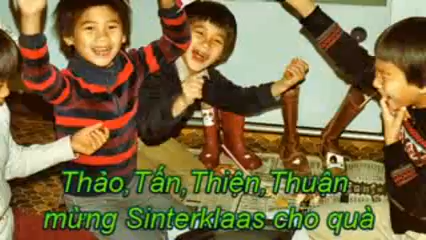 Thảo,Tấn,Thiện,Thuận
mừng Sinterklaas cho quà